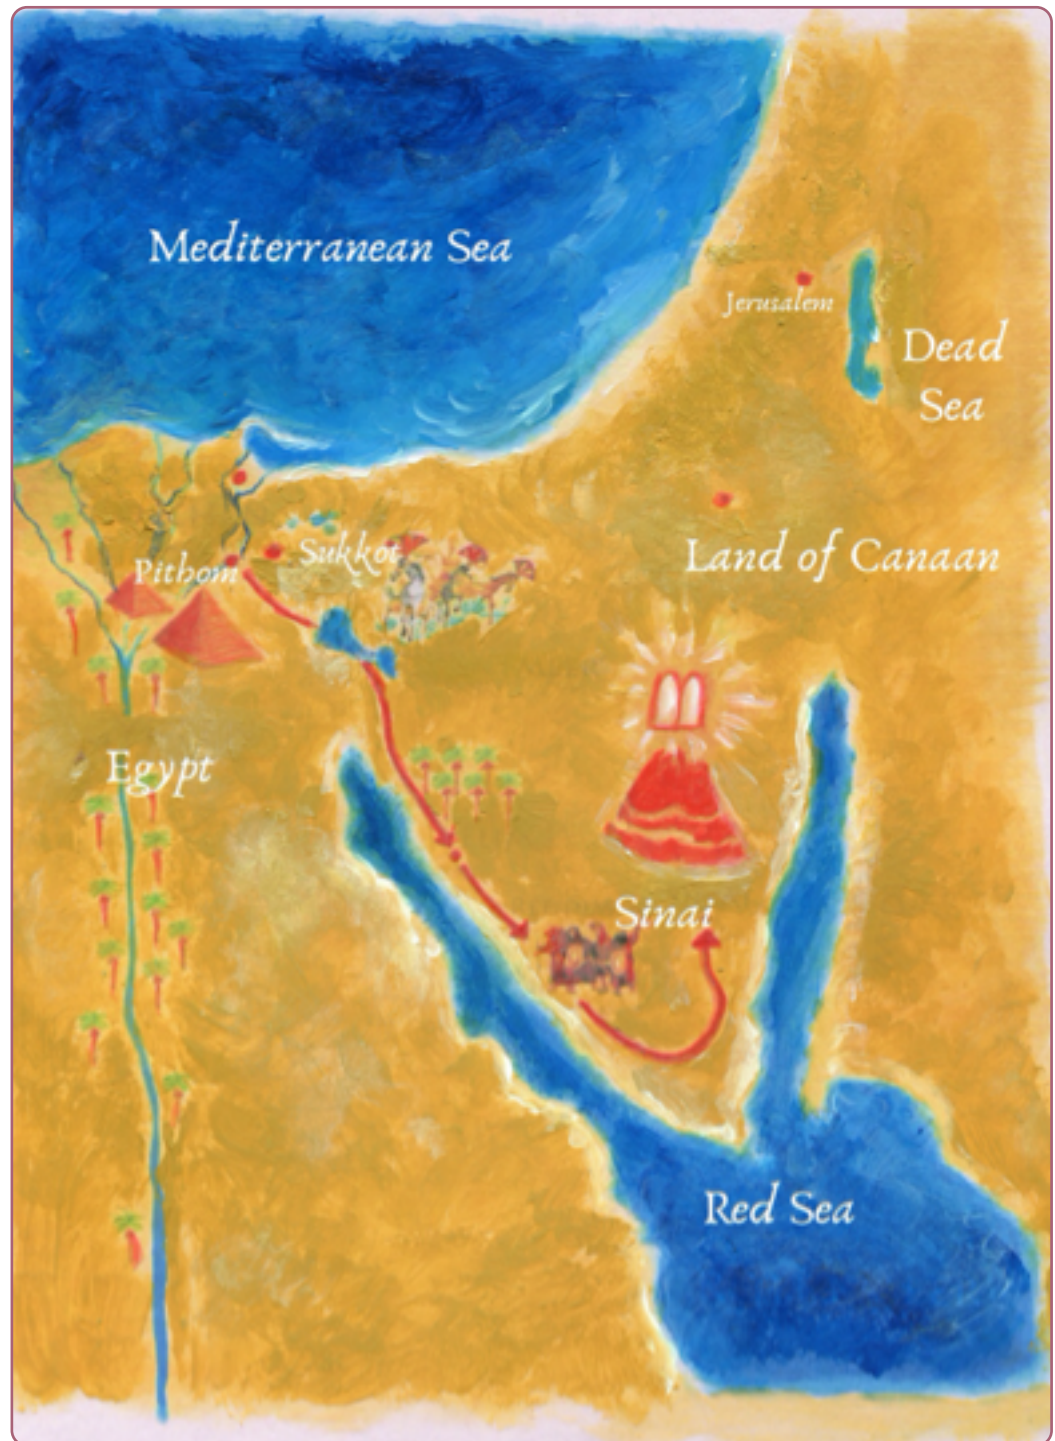 Mediterranean Sea
Jerusalem
Dead
Sea
Sukkot
Land of Canaan
Pithom
Egypt
Sinai
Red Sea